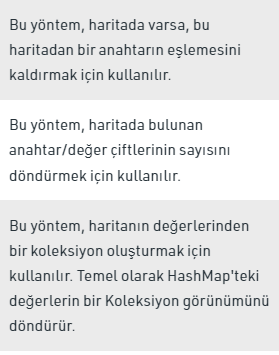 Bu yöntem, haritada varsa, bu
haritadan bir anahtarın eşlemesini
kaldırmak için kullanılır.
Bu yöntem, haritada bulunan
anahtar/değer çiftlerinin sayısını
döndürmek için kullanılır.
Bu yöntem, haritanın değerlerinden
bir koleksiyon oluşturmak için
kullanılır. Temel olarak HashMap'teki
değerlerin bir Koleksiyon görünümünü
döndürür.